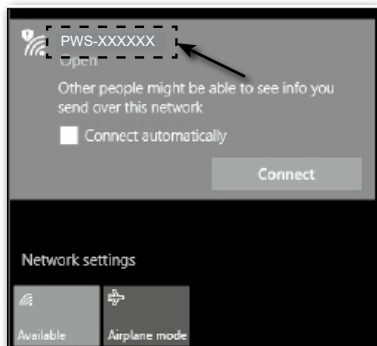 PWS-XXXXXX
Open
Other people might be able to see info you
send over this network
Connect automatically
Connect
Network settings
Available
Airplane mode